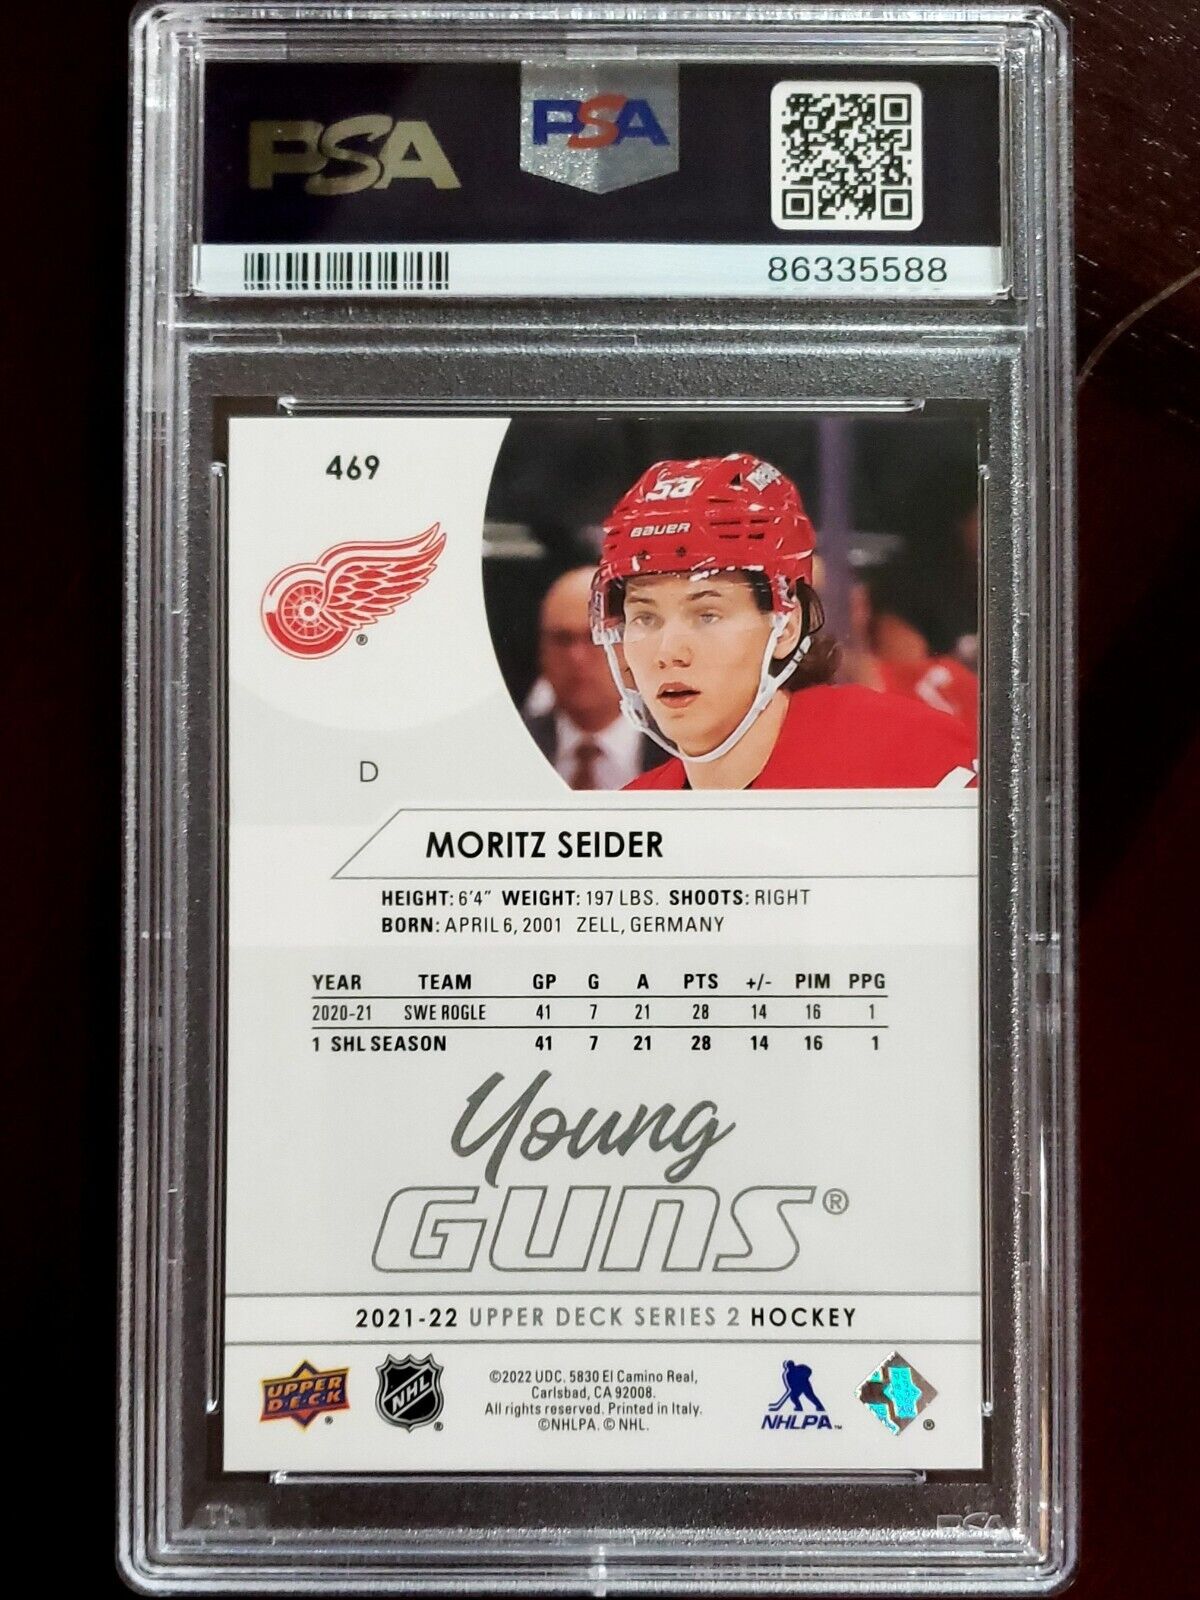 PSA
PSA
86335588
469
53
BAUER
D
MORITZ SEIDER
HEIGHT: 6'4" WEIGHT: 197 LBS. SHOOTS: RIGHT
BORN: APRIL 6, 2001 ZELL, GERMANY
YEAR TEAM GP G A PTS +/- PIM PPG
2020-21 SWE ROGLE 41 7 21 28 14 16 1
1 SHL SEASON 41 7 21 28 14 16 1
Young
GUNS®
2021-22 UPPER DECK SERIES 2 HOCKEY
UPPER DECK ®
NHL ®
©2022 UDC. 5830 El Camino Real,
Carlsbad, CA 92008.
All rights reserved. Printed in Italy.
©NHLPA. © NHL.
NHLPA™
®
PSA